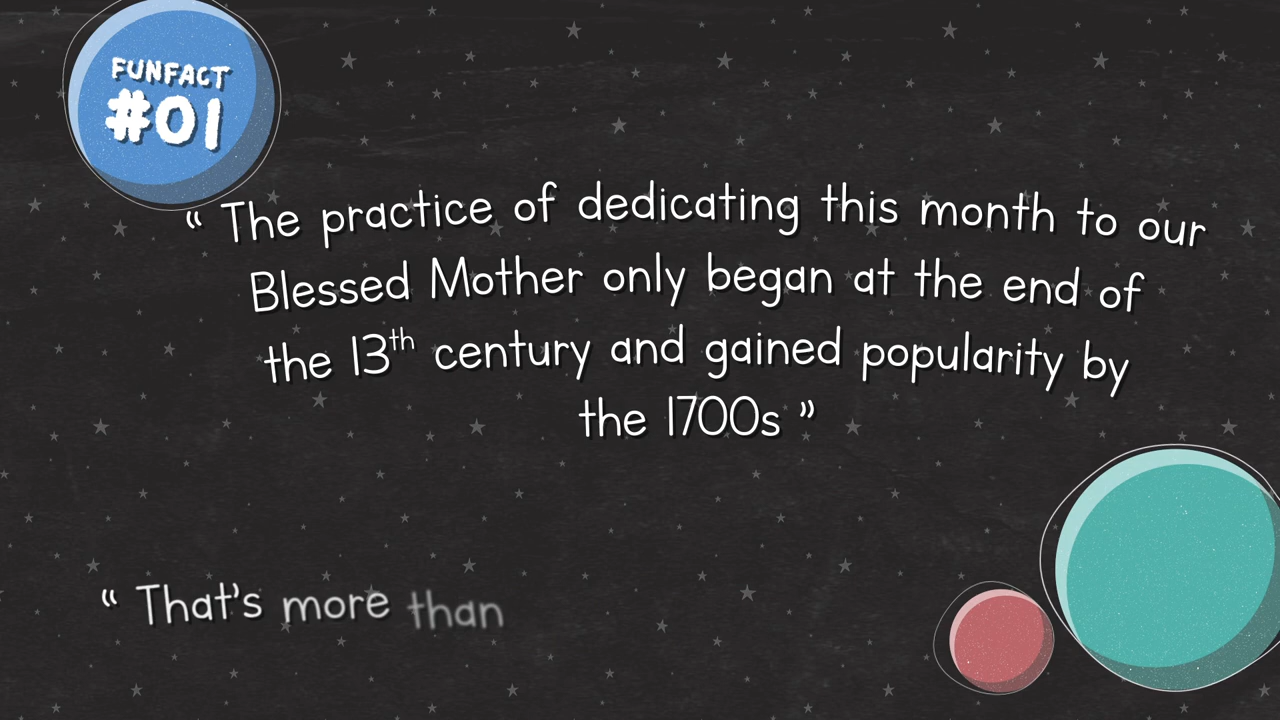 FUNFACT
#01
“ The practice of dedicating this month to our
Blessed Mother only began at the end of
the 13th century and gained popularity by
the 1700s ”
“ That's more than